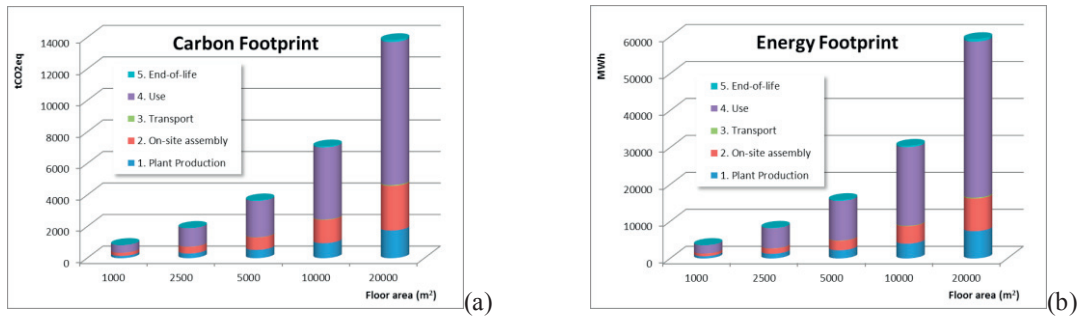 Carbon Footprint
tCO2eq
14000
12000
10000
8000
6000
4000
2000
0
5. End-of-life
4. Use
3. Transport
2. On-site assembly
1. Plant Production
1000 2500 5000 10000 20000
Floor area (m²)
(a)
Energy Footprint
MWh
60000
50000
40000
30000
20000
10000
0
5. End-of-life
4. Use
3. Transport
2. On-site assembly
1. Plant Production
1000 2500 5000 10000 20000
Floor area (m²)
(b)